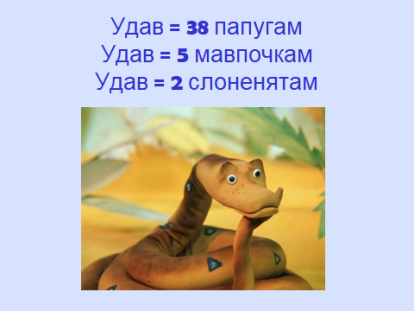 Удав = 38 папугам
Удав = 5 мавпочкам
Удав = 2 слоненятам